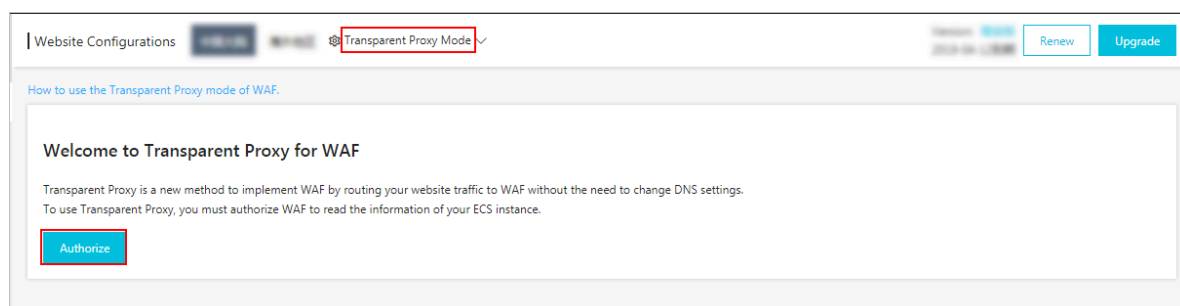 Website Configurations
Transparent Proxy Mode
Renew
Upgrade
How to use the Transparent Proxy mode of WAF.
Welcome to Transparent Proxy for WAF
Transparent Proxy is a new method to implement WAF by routing your website traffic to WAF without the need to change DNS settings.
To use Transparent Proxy, you must authorize WAF to read the information of your ECS instance.
Authorize